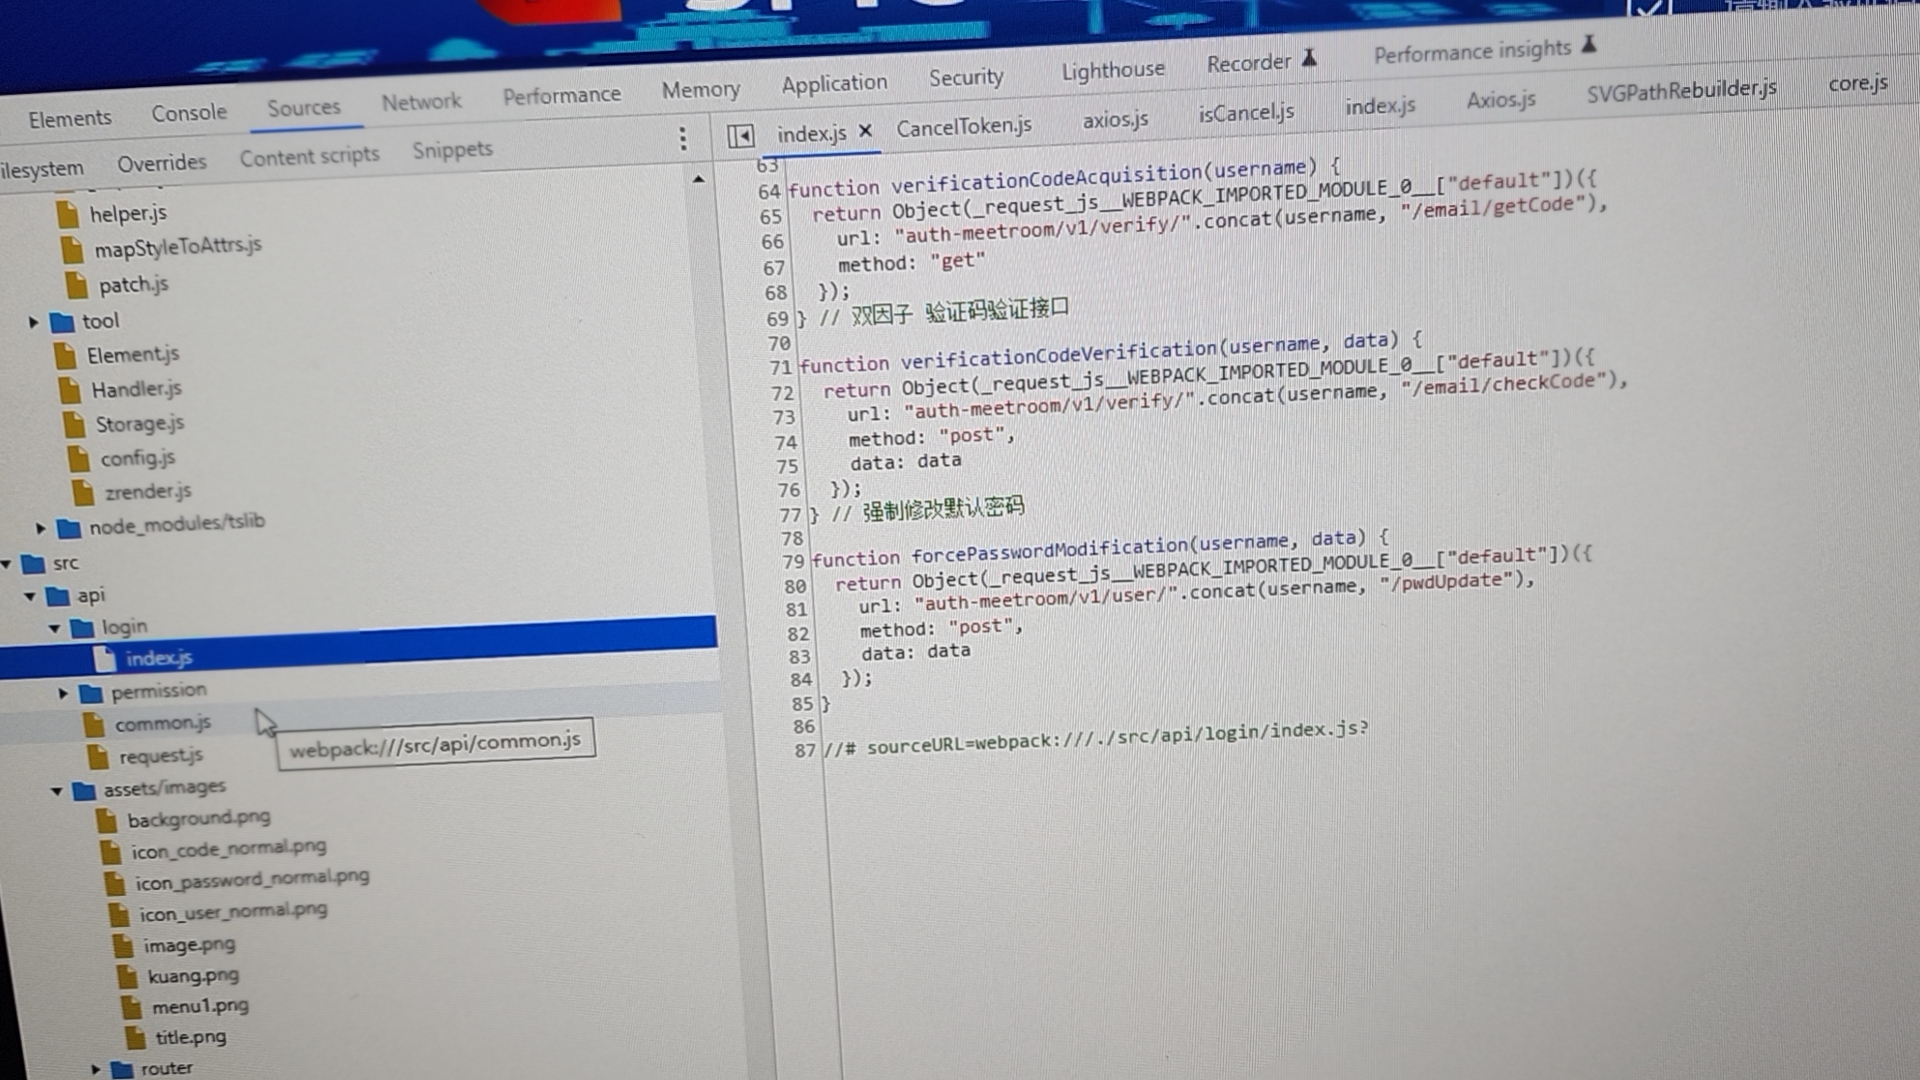 Elements Console Sources Network Performance Memory Application Security Lighthouse Recorder Performance insights
ilesystem Overrides Content scripts Snippets
index.js CancelToken.js axios.js isCancel.js index.js Axios.js SVGPathRebuilder.js core.js
helper.js
mapStyleToAttrs.js
patch.js
tool
Element.js
Handler.js
Storage.js
config.js
zrender.js
node_modules/tslib
src
api
login
index.js
permission
common.js
webpack:///src/api/common.js
request.js
assets/images
background.png
icon_code_normal.png
icon_password_normal.png
icon_user_normal.png
image.png
kuang.png
menu1.png
title.png
router
63
64 function verificationCodeAcquisition(username) {
65 return Object(_request_js__WEBPACK_IMPORTED_MODULE_0__["default"])({
66 url: "auth-meetroom/v1/verify/".concat(username, "/email/getCode"),
67 method: "get"
68 });
69 } // 双因子 验证码验证接口
70
71 function verificationCodeVerification(username, data) {
72 return Object(_request_js__WEBPACK_IMPORTED_MODULE_0__["default"])({
73 url: "auth-meetroom/v1/verify/".concat(username, "/email/checkCode"),
74 method: "post",
75 data: data
76 });
77 } // 强制修改默认密码
78
79 function forcePasswordModification(username, data) {
80 return Object(_request_js__WEBPACK_IMPORTED_MODULE_0__["default"])({
81 url: "auth-meetroom/v1/user/".concat(username, "/pwdUpdate"),
82 method: "post",
83 data: data
84 });
85 }
86
87 //# sourceURL=webpack:///./src/api/login/index.js?